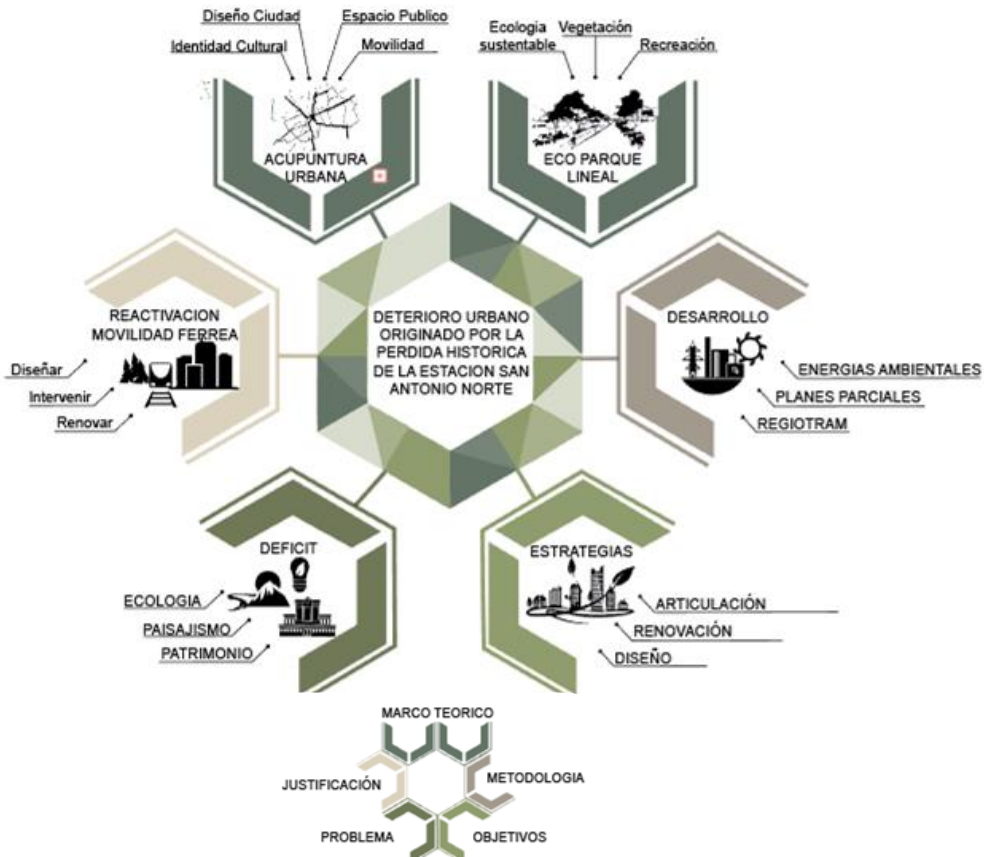 Diseño Ciudad
Espacio Publico
Identidad Cultural
Movilidad
ACUPUNTURA
URBANA
Ecologia
sustentable
Vegetación
Recreación
ECO PARQUE
LINEAL
REACTIVACION
MOVILIDAD FERREA
Diseñar
Intervenir
Renovar
DETERIORO URBANO
ORIGINADO POR LA
PERDIDA HISTORICA
DE LA ESTACION SAN
ANTONIO NORTE
DESARROLLO
ENERGIAS AMBIENTALES
PLANES PARCIALES
REGIOTRAM
DEFICIT
ECOLOGIA
PAISAJISMO
PATRIMONIO
ESTRATEGIAS
ARTICULACIÓN
RENOVACIÓN
DISEÑO
MARCO TEORICO
JUSTIFICACIÓN
METODOLOGIA
PROBLEMA
OBJETIVOS